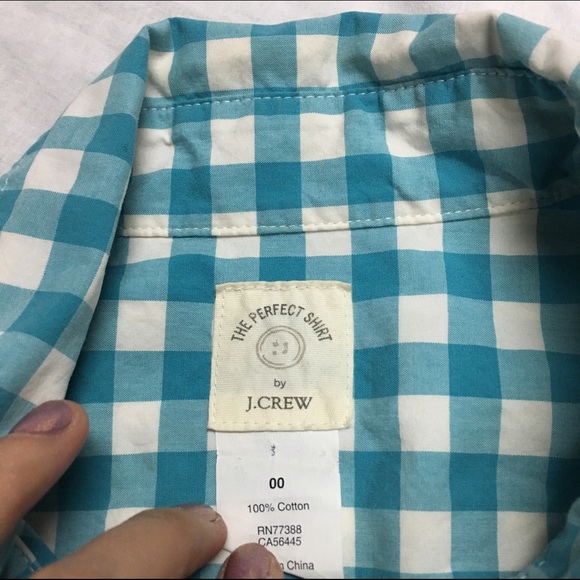 THE PERFECT SHIRT
by
J.CREW
00
100% Cotton
RN77388
CA56445
China